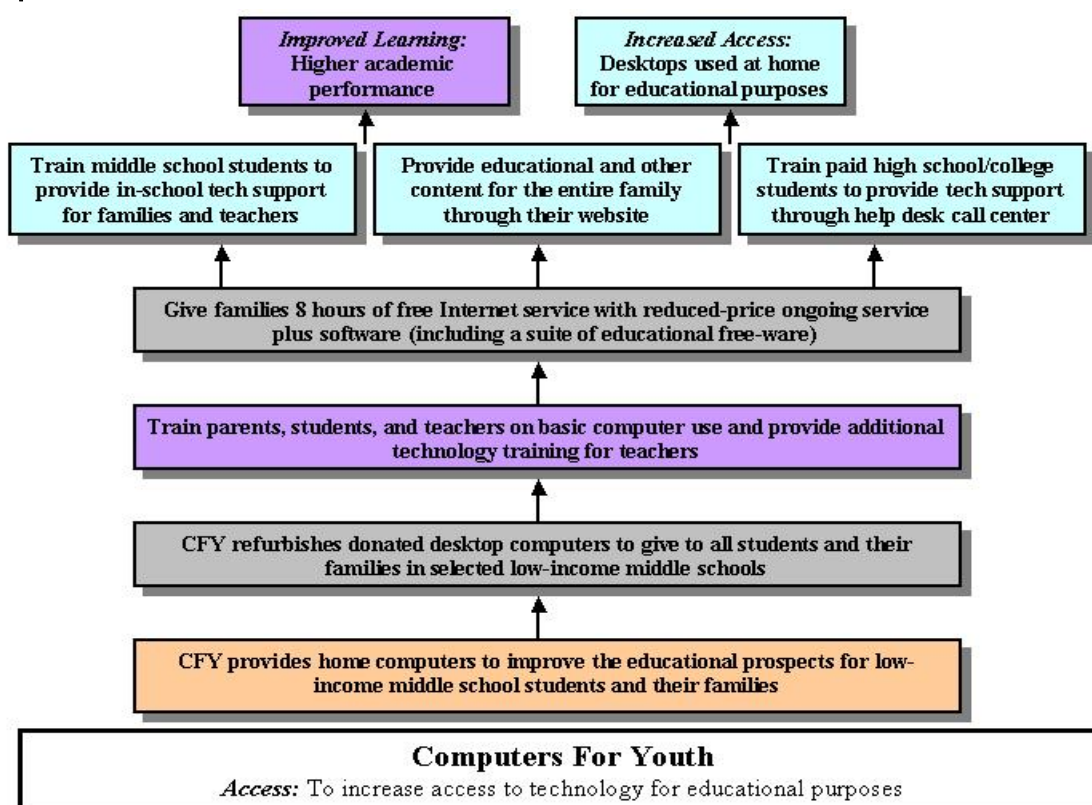 Improved Learning:
Higher academic
performance
Increased Access:
Desktops used at home
for educational purposes
Train middle school students to
provide in-school tech support
for families and teachers
Provide educational and other
content for the entire family
through their website
Train paid high school/college
students to provide tech support
through help desk call center
Give families 8 hours of free Internet service with reduced-price ongoing service
plus software (including a suite of educational free-ware)
Train parents, students, and teachers on basic computer use and provide additional
technology training for teachers
CFY refurbishes donated desktop computers to give to all students and their
families in selected low-income middle schools
CFY provides home computers to improve the educational prospects for low-
income middle school students and their families
Computers For Youth
Access: To increase access to technology for educational purposes